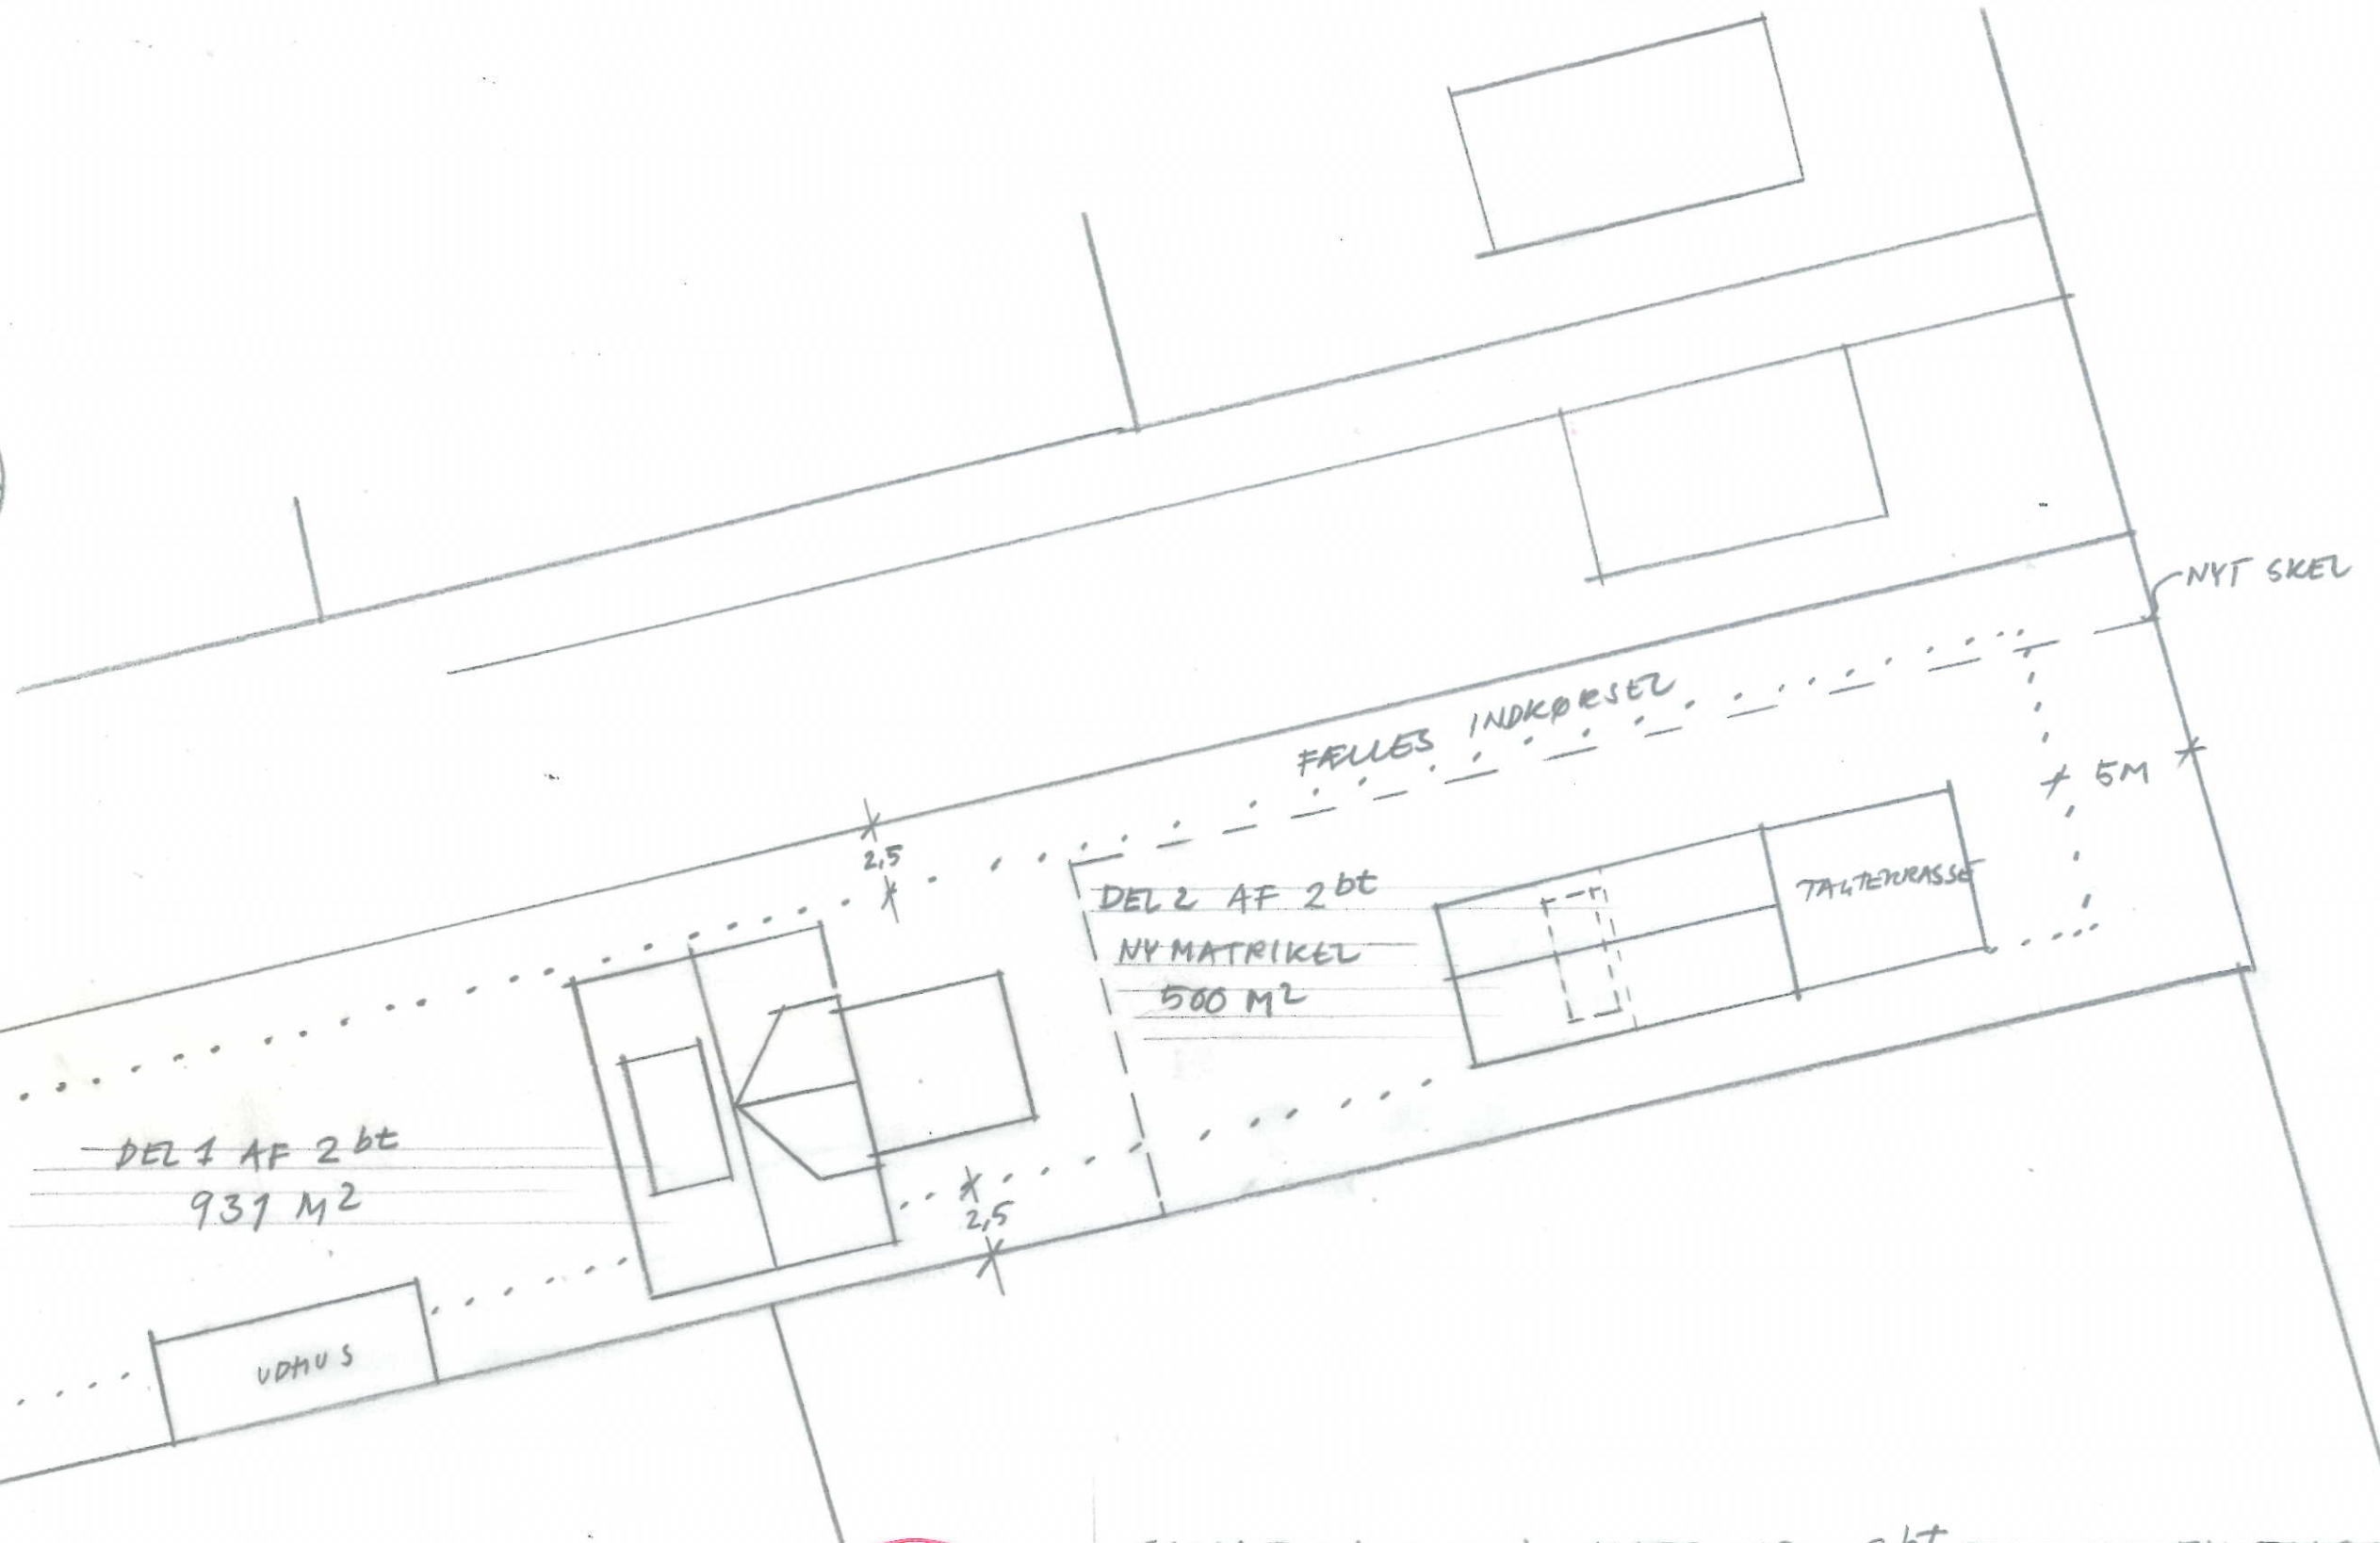 NYT SKEL
FÆLLES INDKØRSEL
5M
2,5
DEL 2 AF 2bt
NY MATRIKEL
500 M2
TAGTERRASSE
DEL 1 AF 2bt
931 M2
2,5
UDHUS
bt